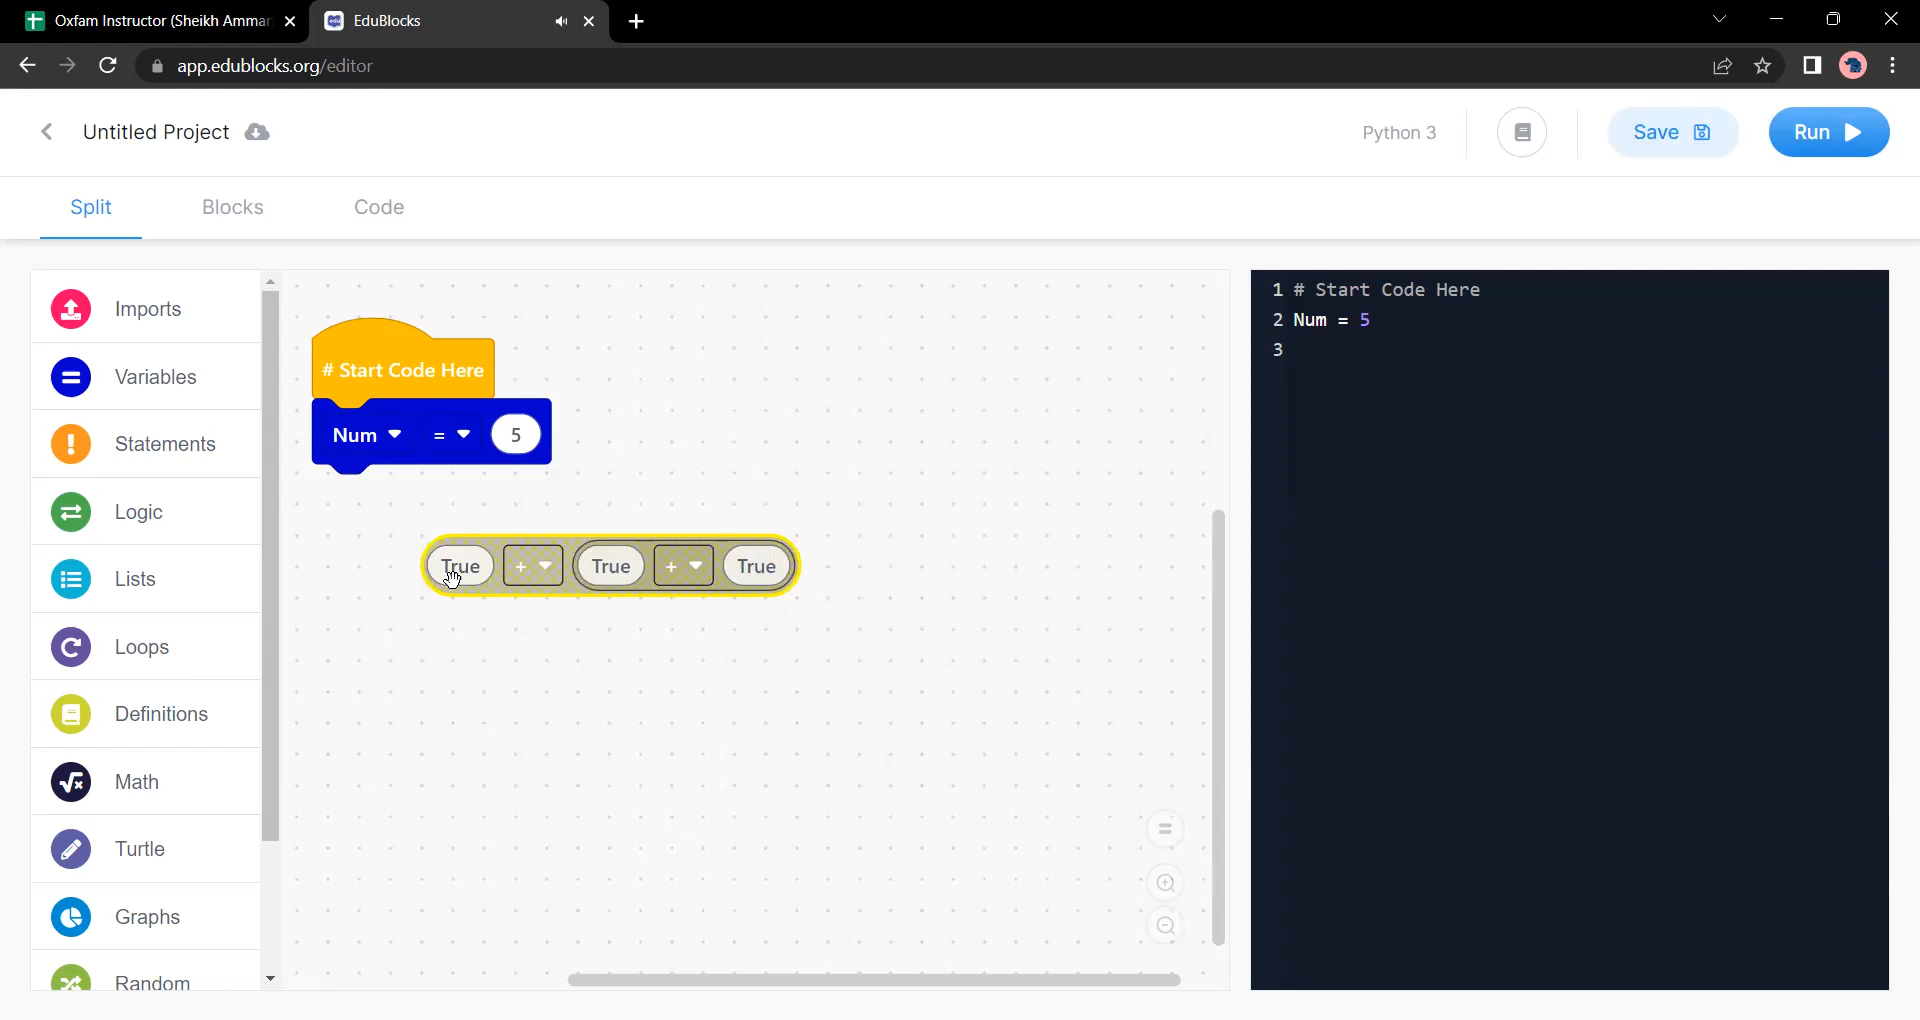 Oxfam Instructor (Sheikh Ammar
EduBlocks
app.edublocks.org/editor
Untitled Project
Python 3
Save
Run
Split
Blocks
Code
Imports
Variables
Statements
Logic
Lists
Loops
Definitions
Math
Turtle
Graphs
Random
# Start Code Here
Num = 5
True + True + True
1 # Start Code Here
2 Num = 5
3